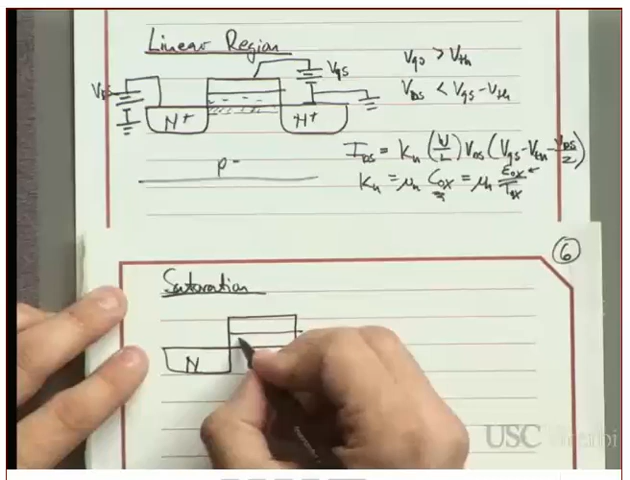 Linear Region
Vgs > Vth
VDS < Vgs - Vth
VDS
Vgs
N+
N+
P-
IDS = Kn (W/L) VDS (Vgs - Vth - VDS/2)
Kn = μn Cox = μn εox/Tox
6
Saturation
N
USC Viterbi